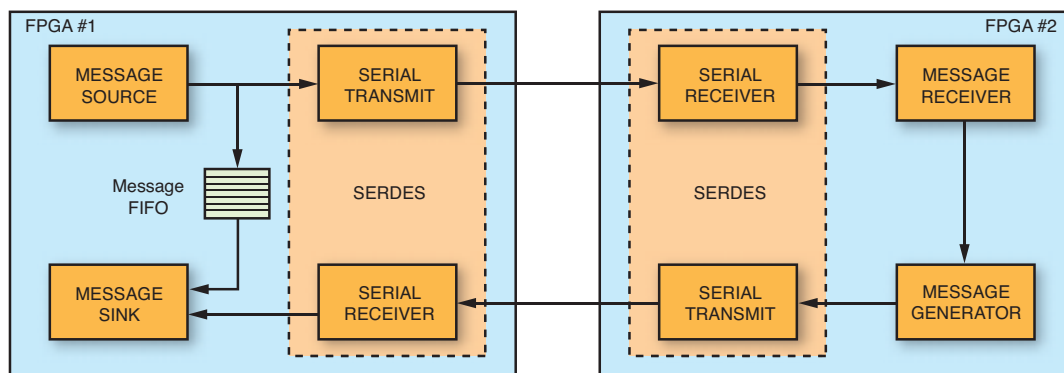 FPGA #1
FPGA #2
MESSAGE
SOURCE
SERIAL
TRANSMIT
SERIAL
RECEIVER
MESSAGE
RECEIVER
Message
FIFO
SERDES
SERDES
MESSAGE
SINK
SERIAL
RECEIVER
SERIAL
TRANSMIT
MESSAGE
GENERATOR